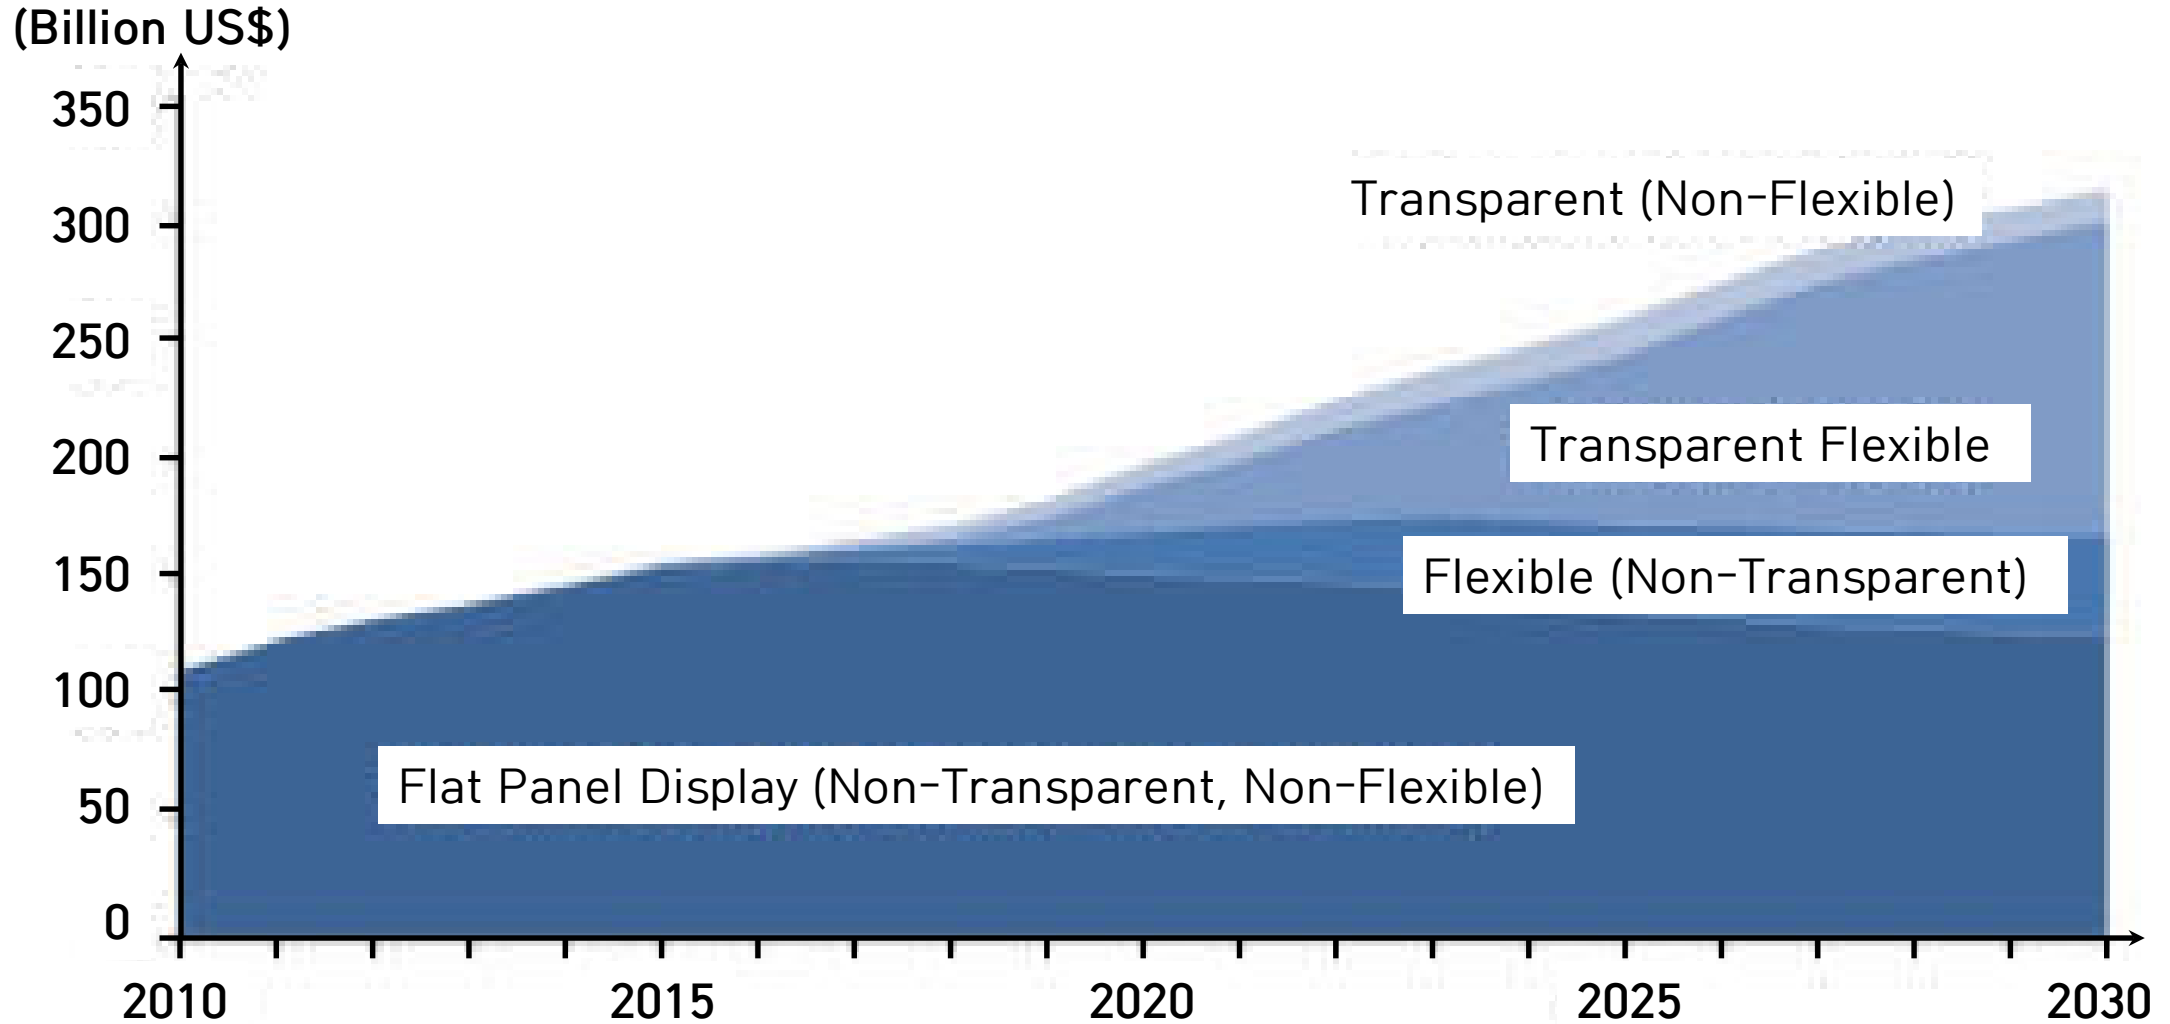 (Billion US$)
350
300
250
200
150
100
50
0
Transparent (Non-Flexible)
Transparent Flexible
Flexible (Non-Transparent)
Flat Panel Display (Non-Transparent, Non-Flexible)
2010 2015 2020 2025 2030